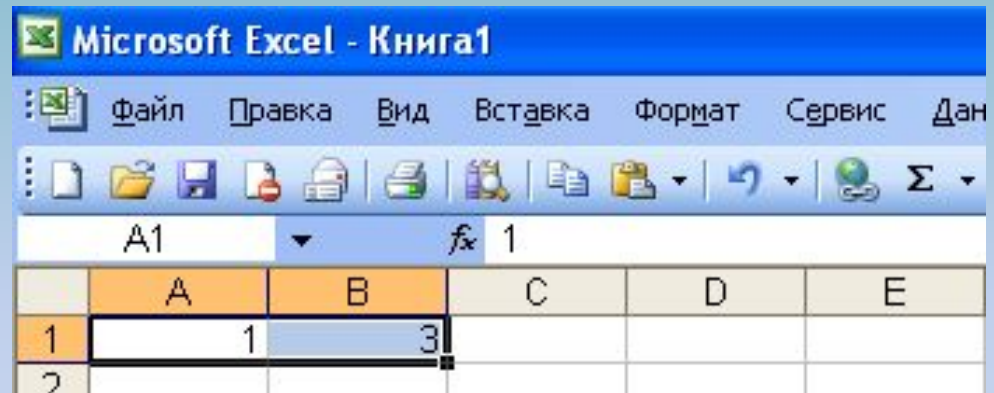 Microsoft Excel - Книга1
Файл Правка Вид Вставка Формат Сервис Дан
A1 fx 1
A B C D E
1 1 3
2